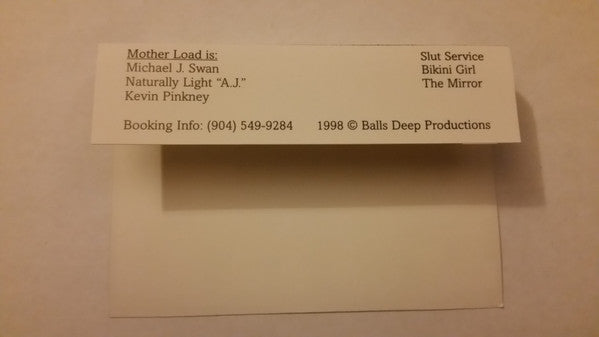 Mother Load is:
Michael J. Swan
Naturally Light "A.J."
Kevin Pinkney
Slut Service
Bikini Girl
The Mirror
Booking Info: (904) 549-9284
1998 © Balls Deep Productions